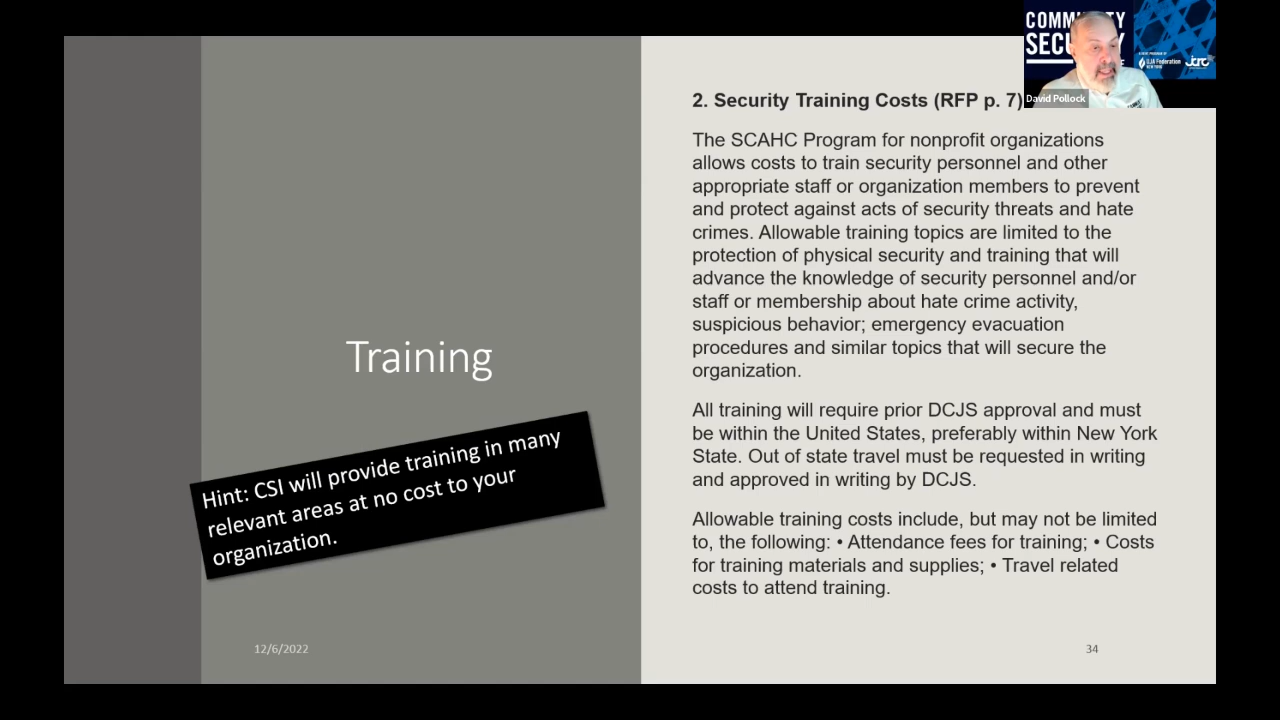 COMMUNITY
SECURITY
UJA Federation
NEW YORK
jcrc
David Pollock
2. Security Training Costs (RFP p. 7)
The SCAHC Program for nonprofit organizations
allows costs to train security personnel and other
appropriate staff or organization members to prevent
and protect against acts of security threats and hate
crimes. Allowable training topics are limited to the
protection of physical security and training that will
advance the knowledge of security personnel and/or
staff or membership about hate crime activity,
suspicious behavior; emergency evacuation
procedures and similar topics that will secure the
organization.
All training will require prior DCJS approval and must
be within the United States, preferably within New York
State. Out of state travel must be requested in writing
and approved in writing by DCJS.
Allowable training costs include, but may not be limited
to, the following: • Attendance fees for training; • Costs
for training materials and supplies; • Travel related
costs to attend training.
Training
Hint: CSI will provide training in many
relevant areas at no cost to your
organization.
12/6/2022
34